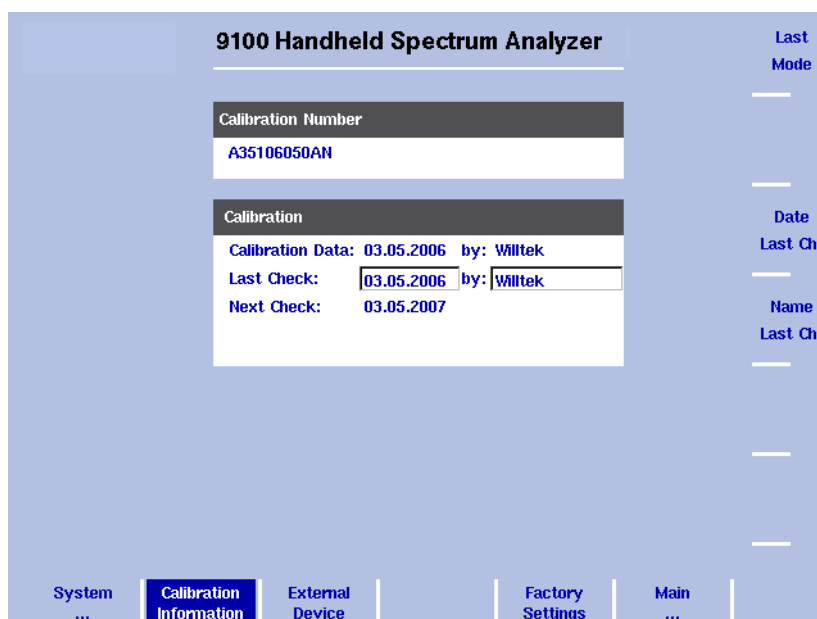 9100 Handheld Spectrum Analyzer
Last
Mode
Calibration Number
A35106050AN
Calibration
Calibration Data: 03.05.2006 by: Willtek
Last Check: 03.05.2006 by: Willtek
Next Check: 03.05.2007
Date
Last Ch
Name
Last Ch
System
...
Calibration
Information
External
Device
Factory
Settings
Main
...